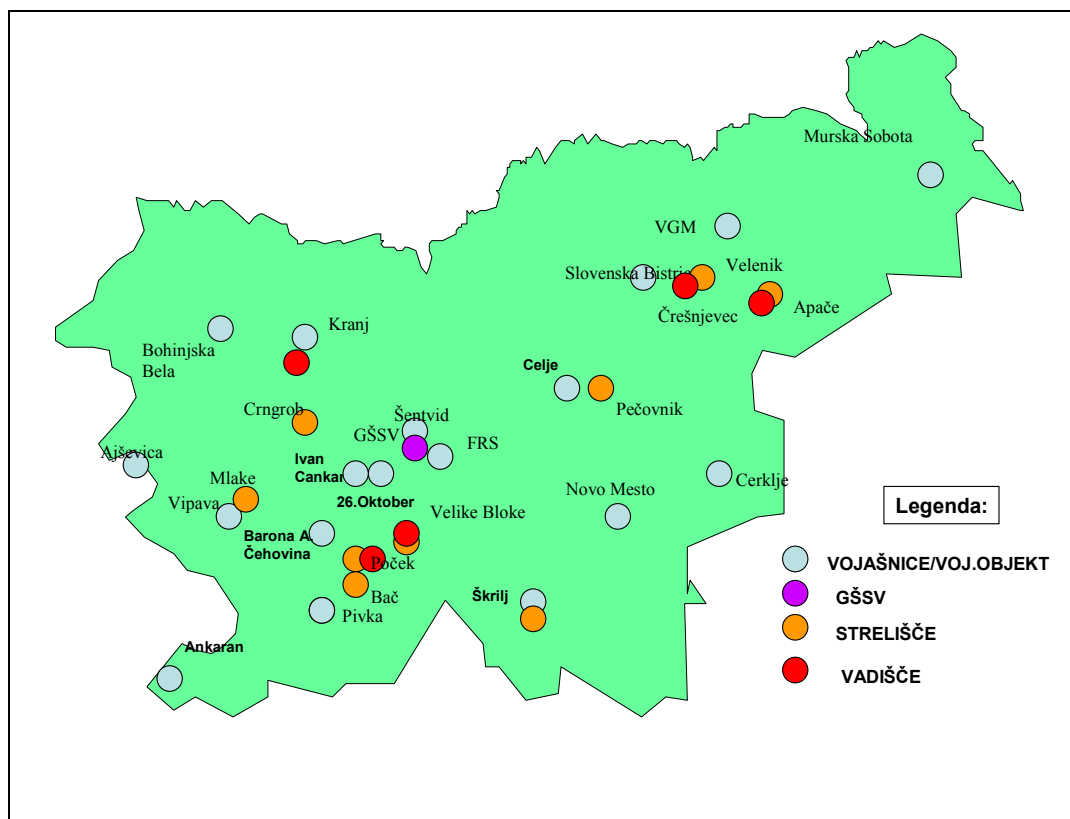 Murska Sobota
VGM
Slovenska Bistric
Velenik
Črešnjevec
Apače
Kranj
Bohinjska
Bela
Celje
Pečovnik
Crngrob
Šentvid
GŠSV
FRS
Ajševica
Ivan
Cankar
Mlake
Vipava
26.Oktober
Novo Mesto
Cerklje
Velike Bloke
Barona A.
Čehovina
Poček
Bač
Pivka
Škrilj
Ankaran
Legenda:
VOJAŠNICE/VOJ.OBJEKT
GŠSV
STRELIŠČE
VADIŠČE